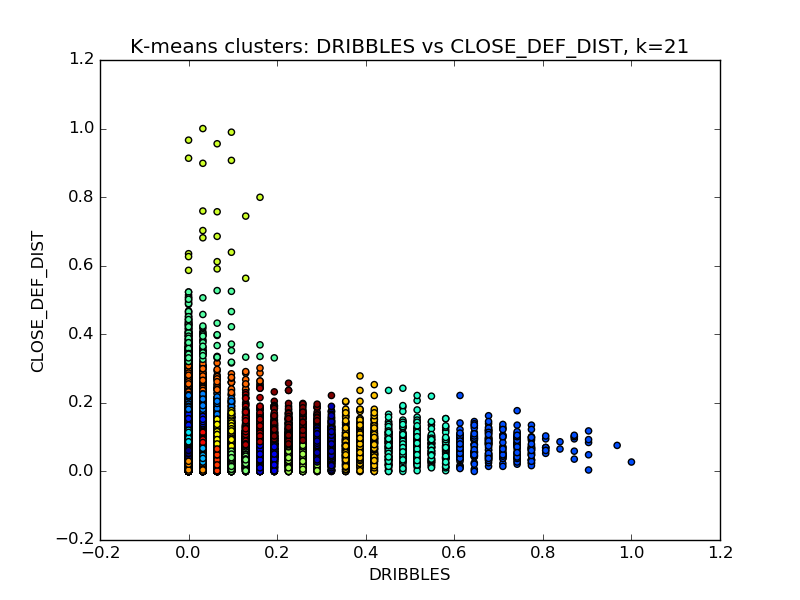 K-means clusters: DRIBBLES vs CLOSE_DEF_DIST, k=21
1.2
1.0
0.8
0.6
0.4
0.2
0.0
−0.2
CLOSE_DEF_DIST
−0.2 0.0 0.2 0.4 0.6 0.8 1.0 1.2
DRIBBLES